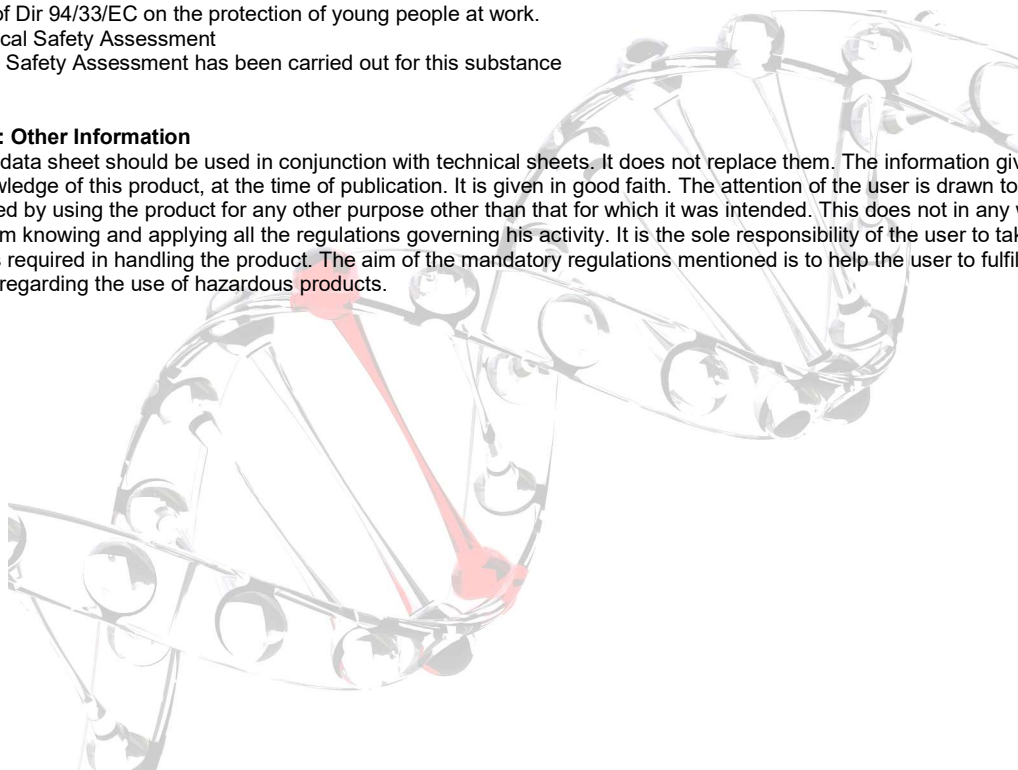 of Dir 94/33/EC on the protection of young people at work.
cal Safety Assessment
Safety Assessment has been carried out for this substance
: Other Information
data sheet should be used in conjunction with technical sheets. It does not replace them. The information giv
wledge of this product, at the time of publication. It is given in good faith. The attention of the user is drawn to
ed by using the product for any other purpose other than that for which it was intended. This does not in any
m knowing and applying all the regulations governing his activity. It is the sole responsibility of the user to tak
s required in handling the product. The aim of the mandatory regulations mentioned is to help the user to fulfil
regarding the use of hazardous products.